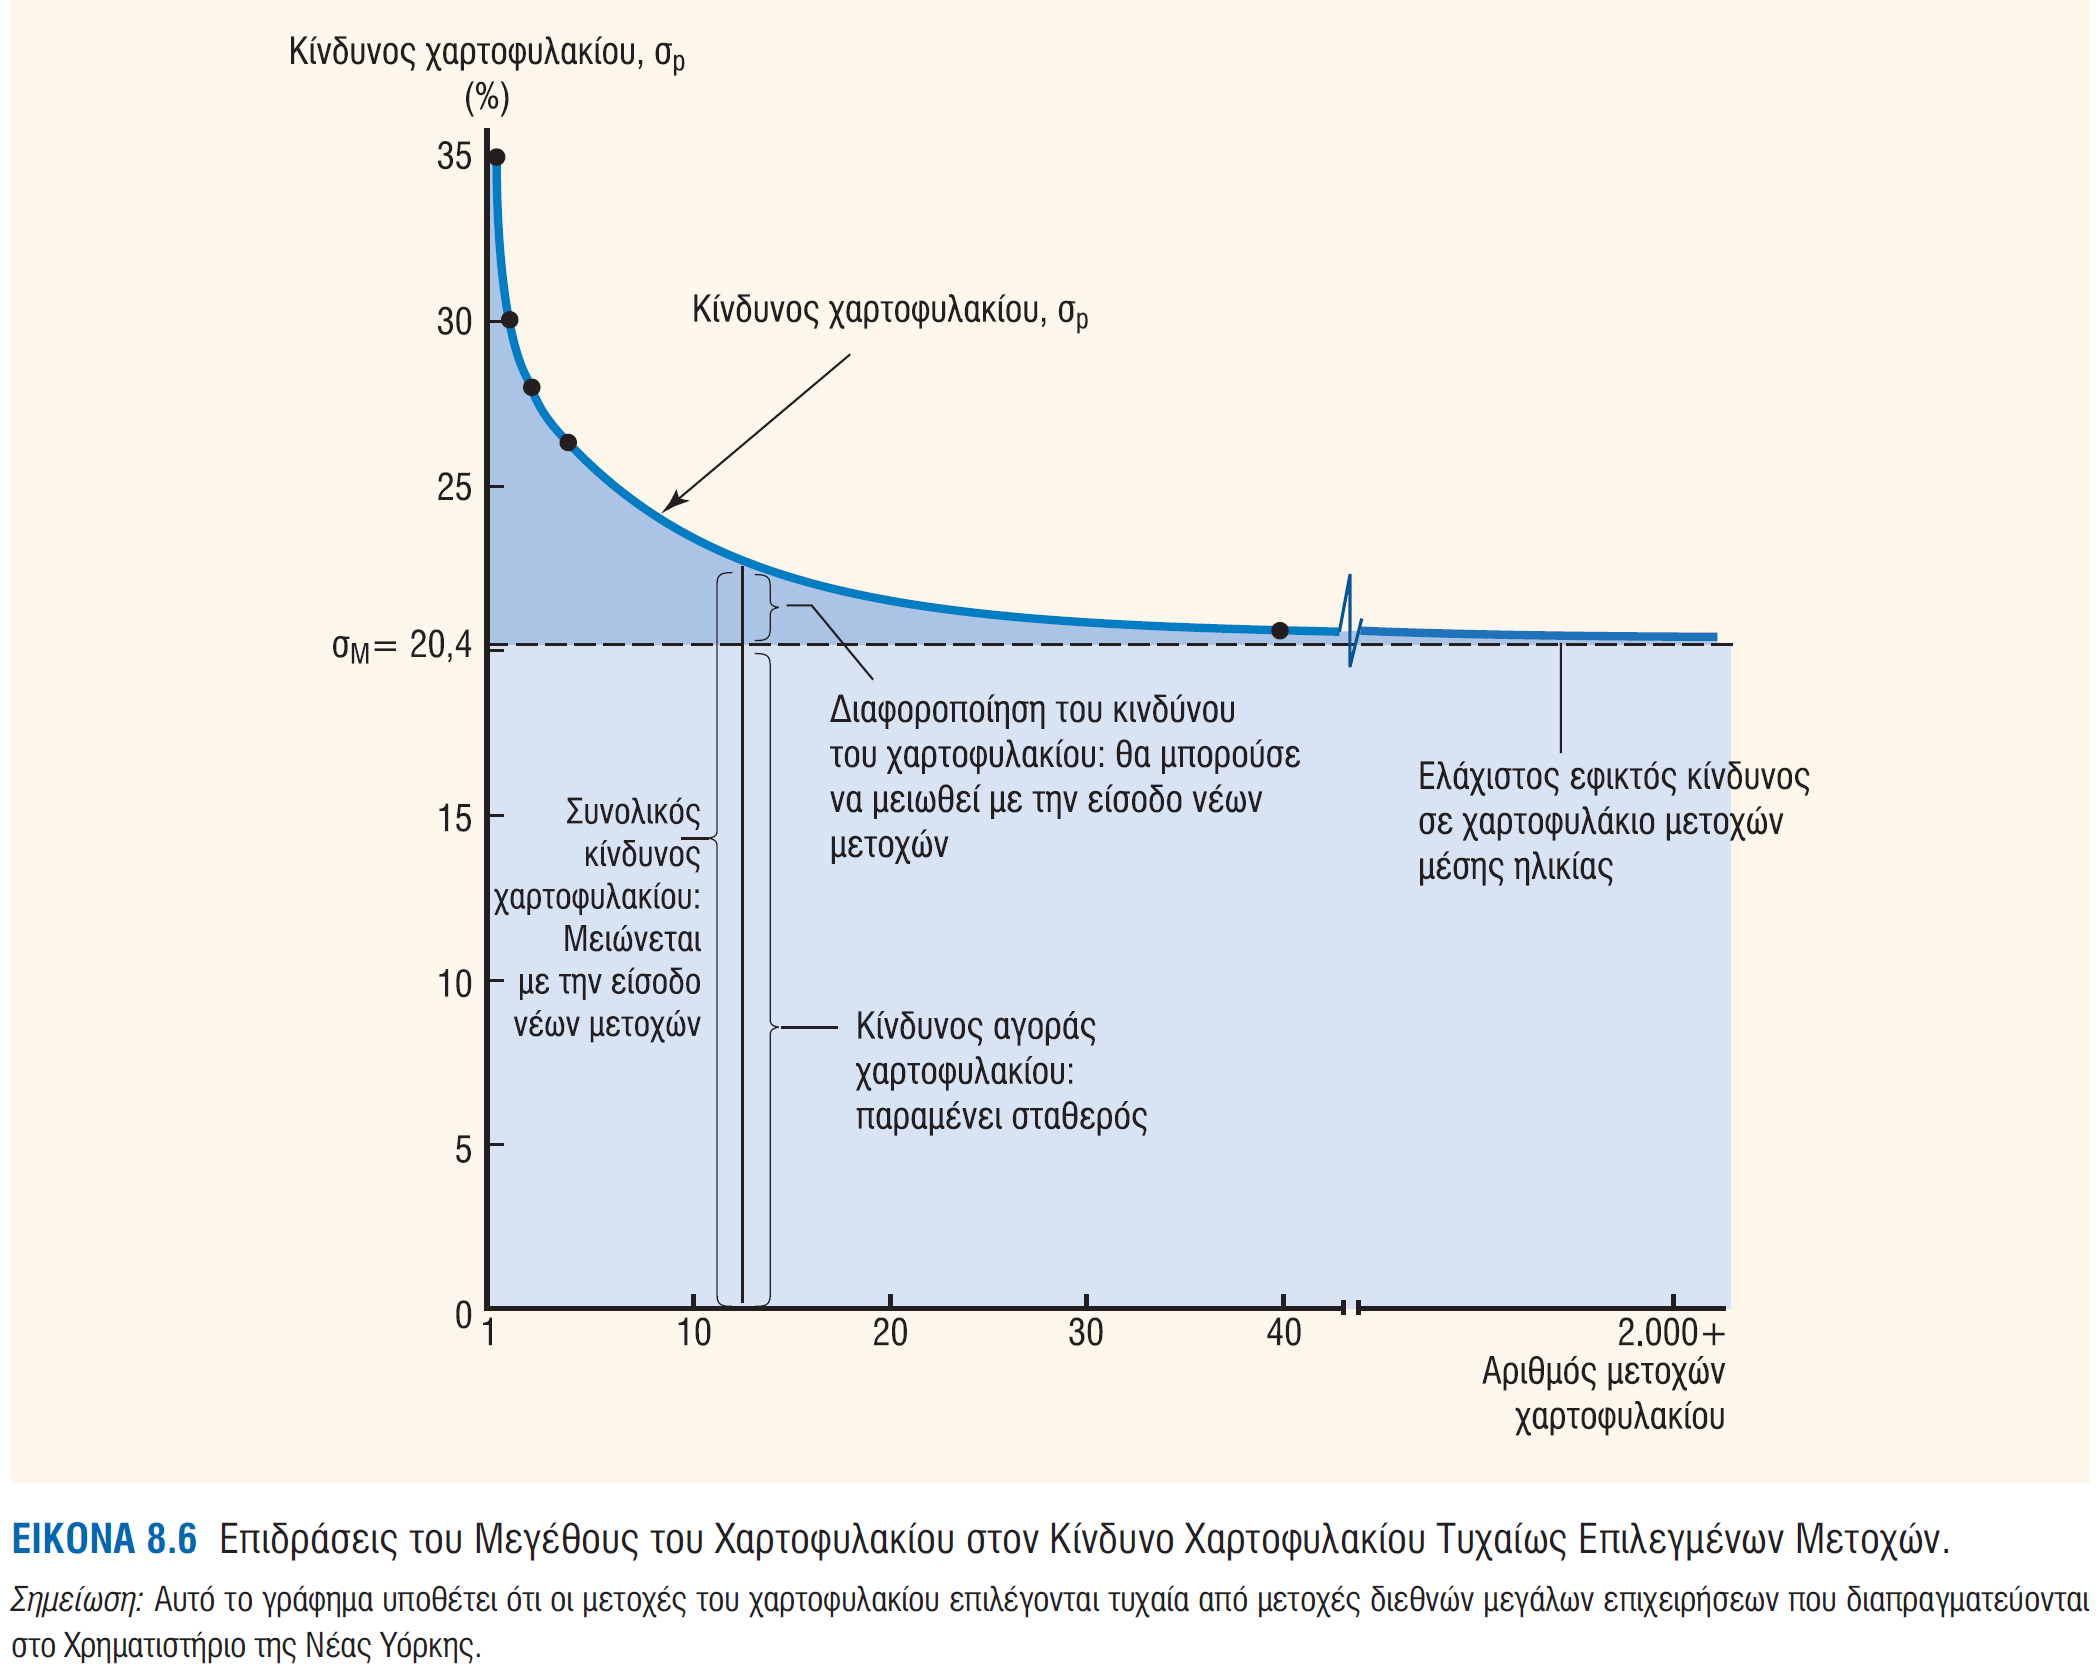 Κίνδυνος χαρτοφυλακίου, σp
(%)
35
30
25
σM= 20,4
15
10
5
0
Κίνδυνος χαρτοφυλακίου, σp
Διαφοροποίηση του κινδύνου
του χαρτοφυλακίου: θα μπορούσε
να μειωθεί με την είσοδο νέων
μετοχών
Ελάχιστος εφικτός κίνδυνος
σε χαρτοφυλάκιο μετοχών
μέσης ηλικίας
Συνολικός
κίνδυνος
χαρτοφυλακίου:
Μειώνεται
με την είσοδο
νέων μετοχών
Κίνδυνος αγοράς
χαρτοφυλακίου:
παραμένει σταθερός
1 10 20 30 40 2.000+
Αριθμός μετοχών
χαρτοφυλακίου
ΕΙΚΟΝΑ 8.6 Επιδράσεις του Μεγέθους του Χαρτοφυλακίου στον Κίνδυνο Χαρτοφυλακίου Τυχαίως Επιλεγμένων Μετοχών.
Σημείωση: Αυτό το γράφημα υποθέτει ότι οι μετοχές του χαρτοφυλακίου επιλέγονται τυχαία από μετοχές διεθνών μεγάλων επιχειρήσεων που διαπραγματεύονται
στο Χρηματιστήριο της Νέας Υόρκης.